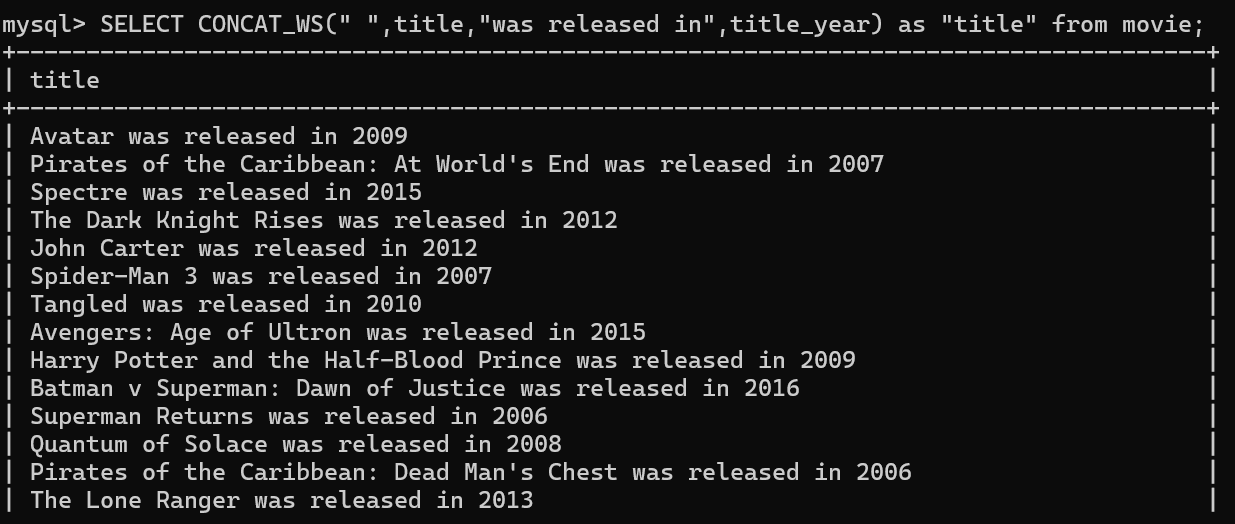 mysql> SELECT CONCAT_WS(" ",title,"was released in",title_year) as "title" from movie;
+-------------------------------------------------------------------------------------+
| title                                                                               |
+-------------------------------------------------------------------------------------+
| Avatar was released in 2009                                                         |
| Pirates of the Caribbean: At World's End was released in 2007                       |
| Spectre was released in 2015                                                        |
| The Dark Knight Rises was released in 2012                                          |
| John Carter was released in 2012                                                    |
| Spider-Man 3 was released in 2007                                                   |
| Tangled was released in 2010                                                        |
| Avengers: Age of Ultron was released in 2015                                        |
| Harry Potter and the Half-Blood Prince was released in 2009                         |
| Batman v Superman: Dawn of Justice was released in 2016                             |
| Superman Returns was released in 2006                                               |
| Quantum of Solace was released in 2008                                              |
| Pirates of the Caribbean: Dead Man's Chest was released in 2006                     |
| The Lone Ranger was released in 2013                                                |